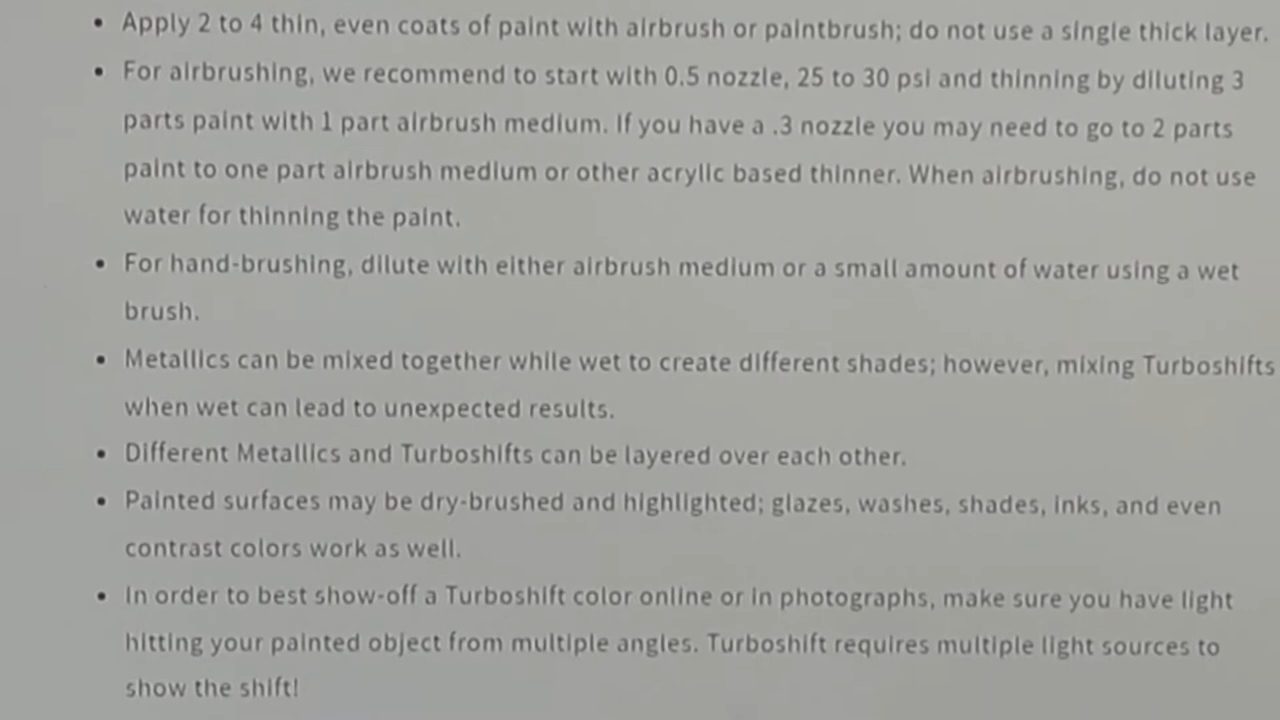 • Apply 2 to 4 thin, even coats of paint with airbrush or paintbrush; do not use a single thick layer.
• For airbrushing, we recommend to start with 0.5 nozzle, 25 to 30 psi and thinning by diluting 3
parts paint with 1 part airbrush medium. If you have a .3 nozzle you may need to go to 2 parts
paint to one part airbrush medium or other acrylic based thinner. When airbrushing, do not use
water for thinning the paint.
• For hand-brushing, dilute with either airbrush medium or a small amount of water using a wet
brush.
• Metallics can be mixed together while wet to create different shades; however, mixing Turboshifts
when wet can lead to unexpected results.
• Different Metallics and Turboshifts can be layered over each other.
• Painted surfaces may be dry-brushed and highlighted; glazes, washes, shades, inks, and even
contrast colors work as well.
• In order to best show-off a Turboshift color online or in photographs, make sure you have light
hitting your painted object from multiple angles. Turboshift requires multiple light sources to
show the shift!